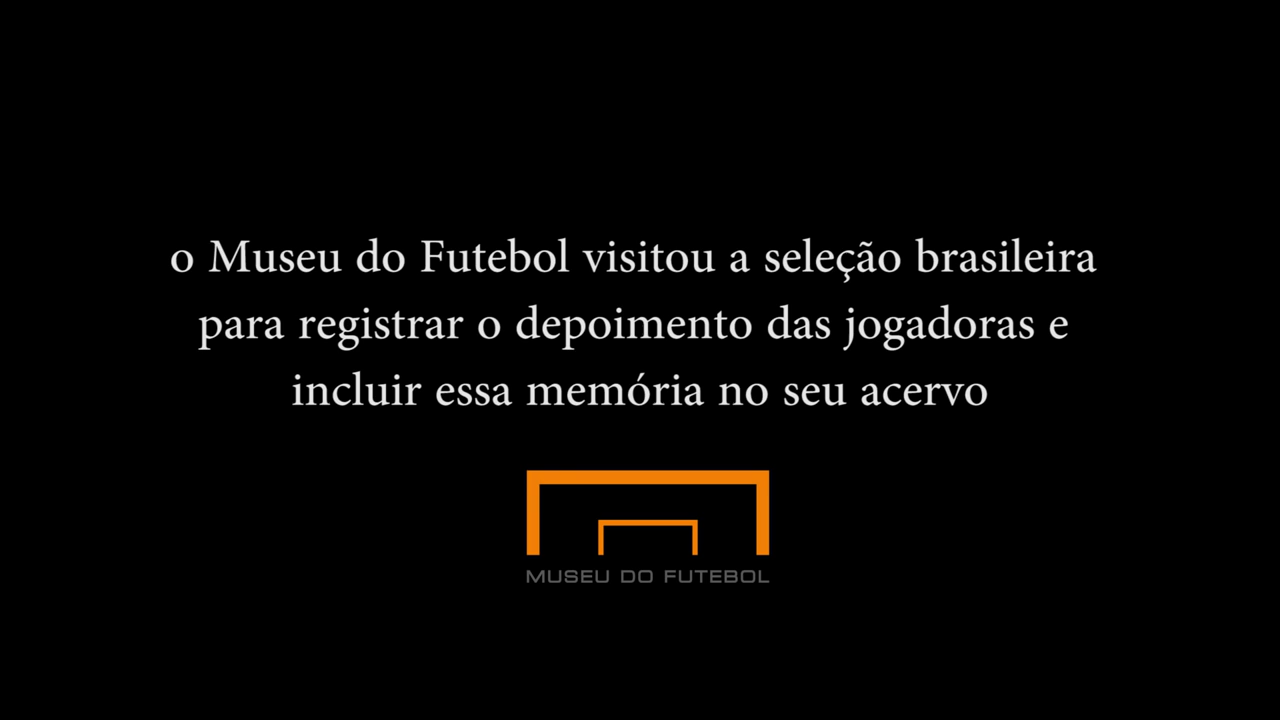 o Museu do Futebol visitou a seleção brasileira
para registrar o depoimento das jogadoras e
incluir essa memória no seu acervo
MUSEU DO FUTEBOL